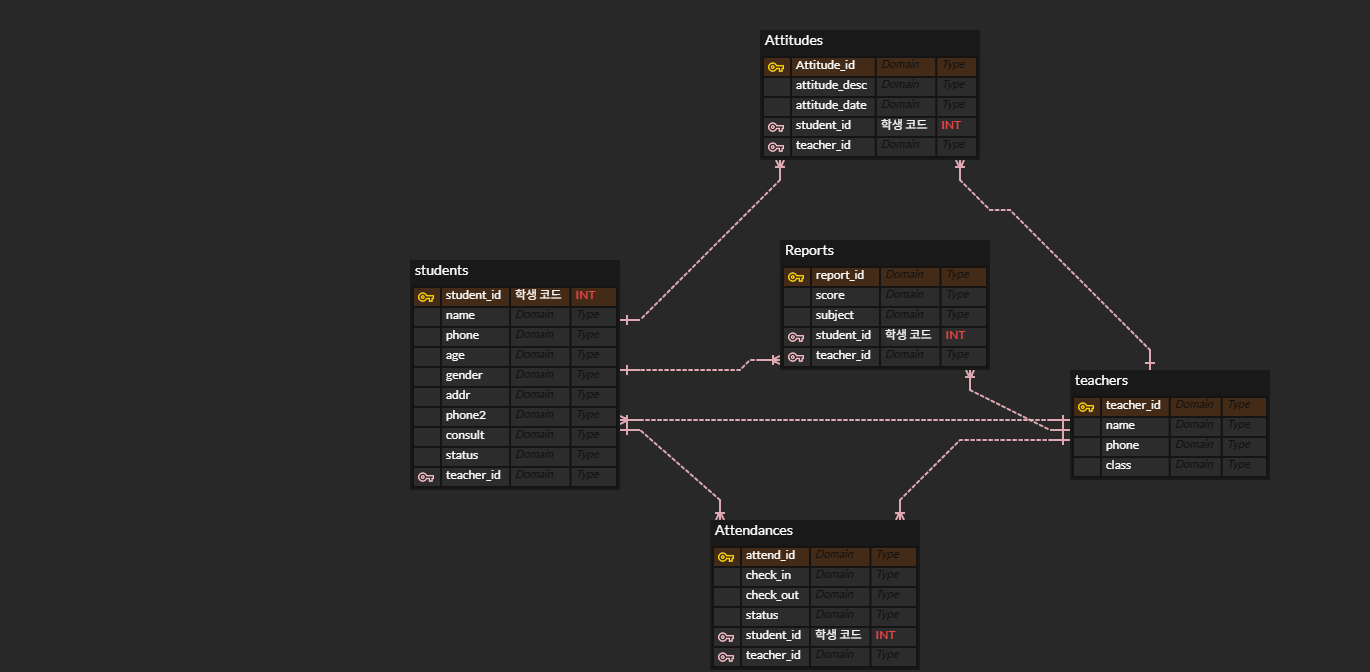 Attitudes
Attitude_id Domain Type
attitude_desc Domain Type
attitude_date Domain Type
student_id 학생 코드 INT
teacher_id Domain Type
Reports
report_id Domain Type
score Domain Type
subject Domain Type
student_id 학생 코드 INT
teacher_id Domain Type
students
student_id 학생 코드 INT
name Domain Type
phone Domain Type
age Domain Type
gender Domain Type
addr Domain Type
phone2 Domain Type
consult Domain Type
status Domain Type
teacher_id Domain Type
teachers
teacher_id Domain Type
name Domain Type
phone Domain Type
class Domain Type
Attendances
attend_id Domain Type
check_in Domain Type
check_out Domain Type
status Domain Type
student_id 학생 코드 INT
teacher_id Domain Type